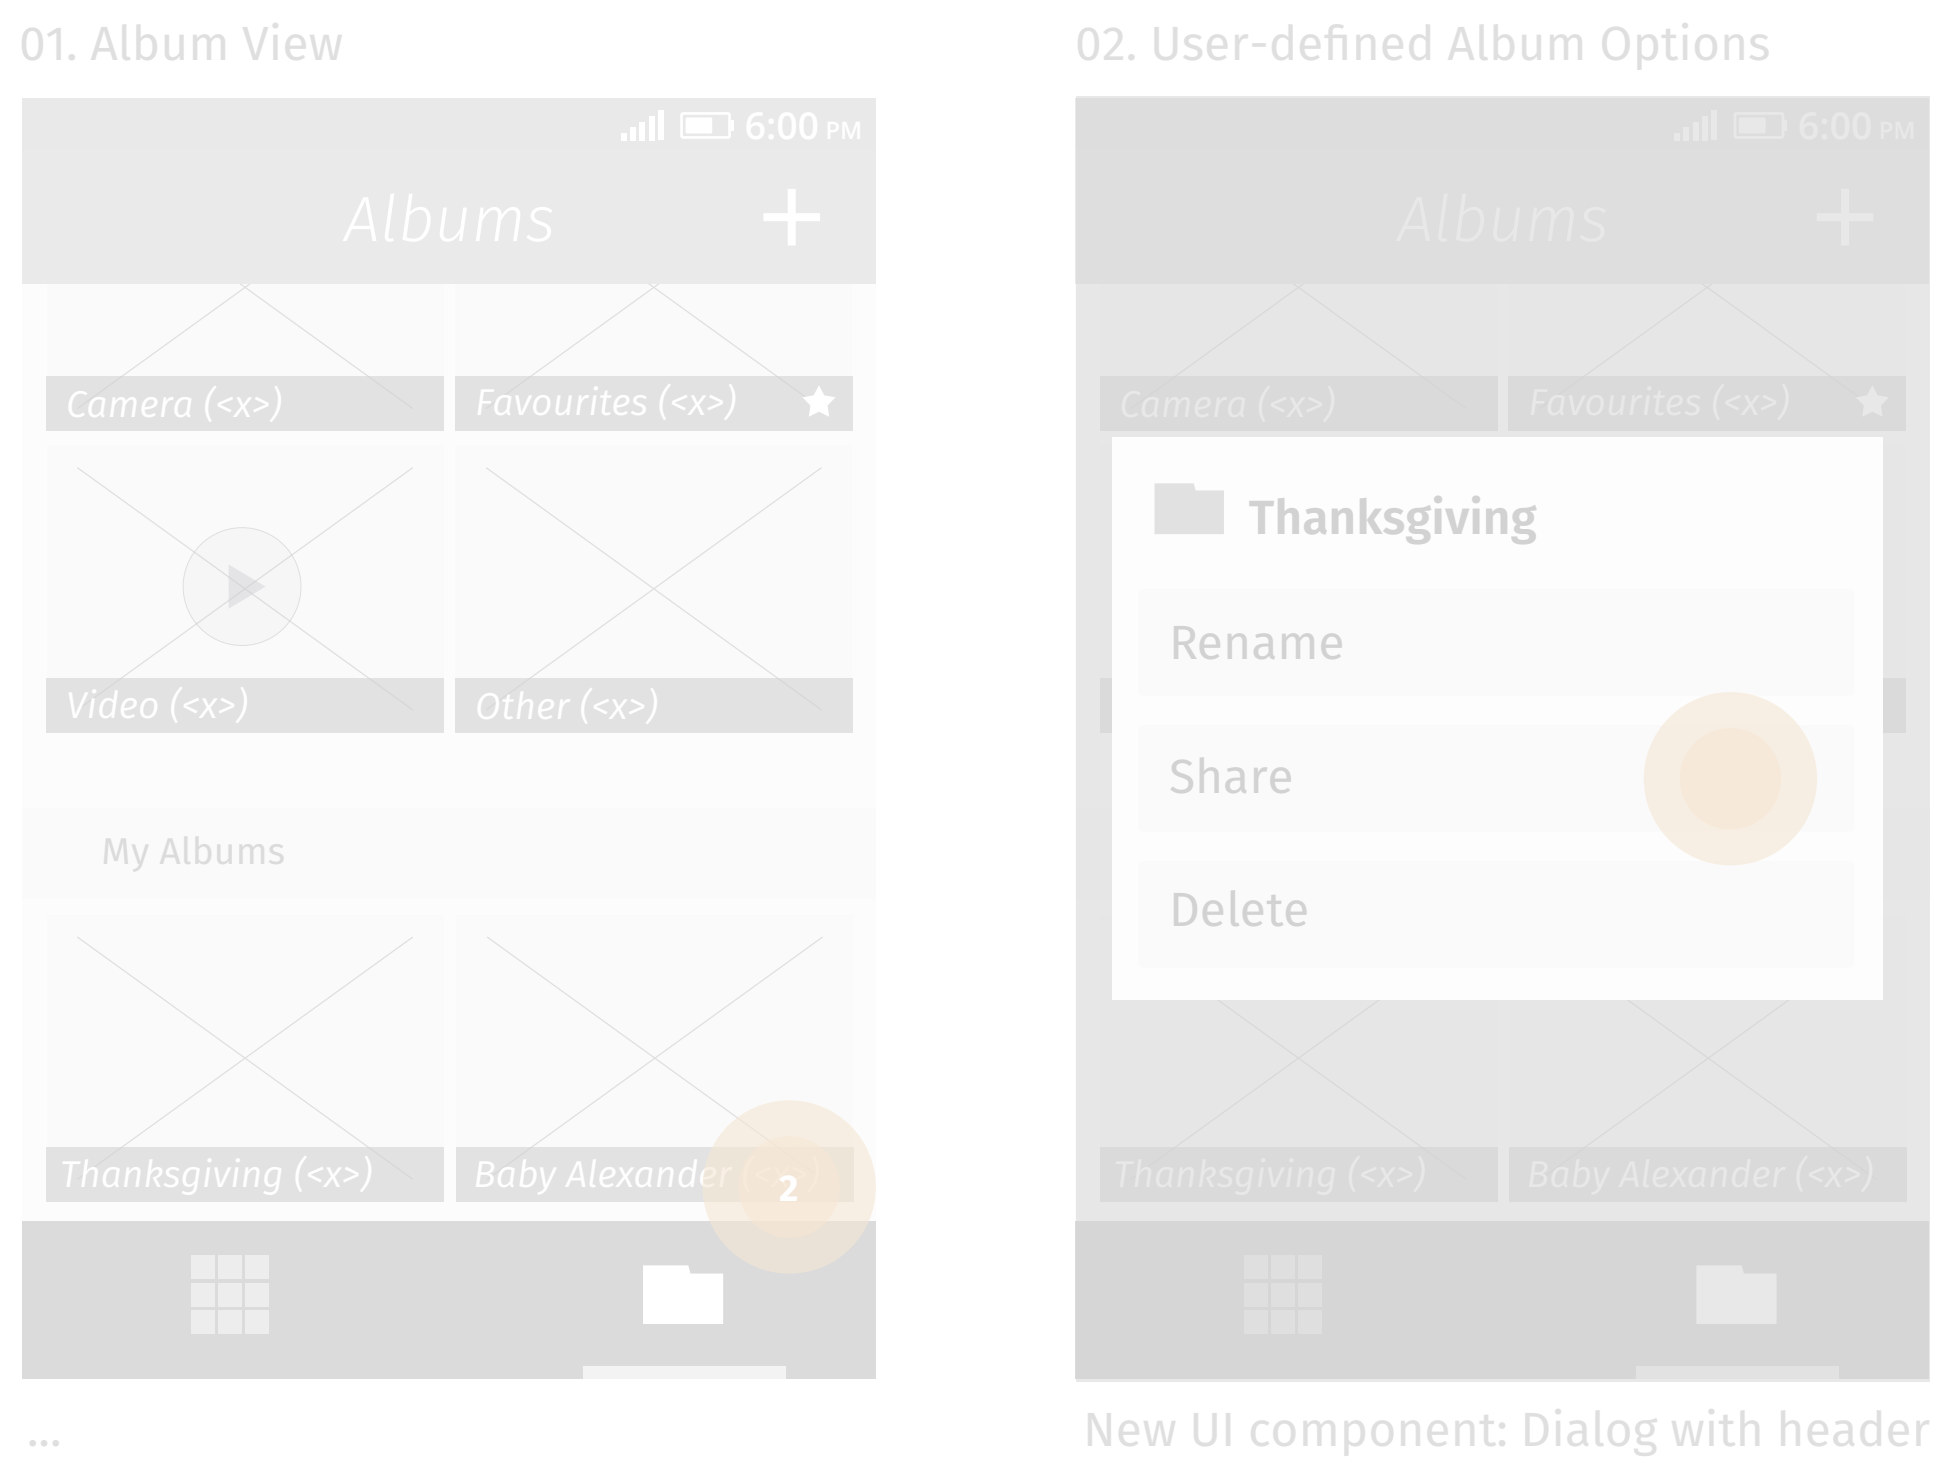 01. Album View
6:00 PM
Albums
Camera (<x>)
Favourites (<x>)
Video (<x>)
Other (<x>)
My Albums
Thanksgiving (<x>)
Baby Alexander (<x>)
2
...
02. User-defined Album Options
6:00 PM
Albums
Camera (<x>)
Favourites (<x>)
Thanksgiving
Rename
Share
Delete
Thanksgiving (<x>)
Baby Alexander (<x>)
New UI component: Dialog with header